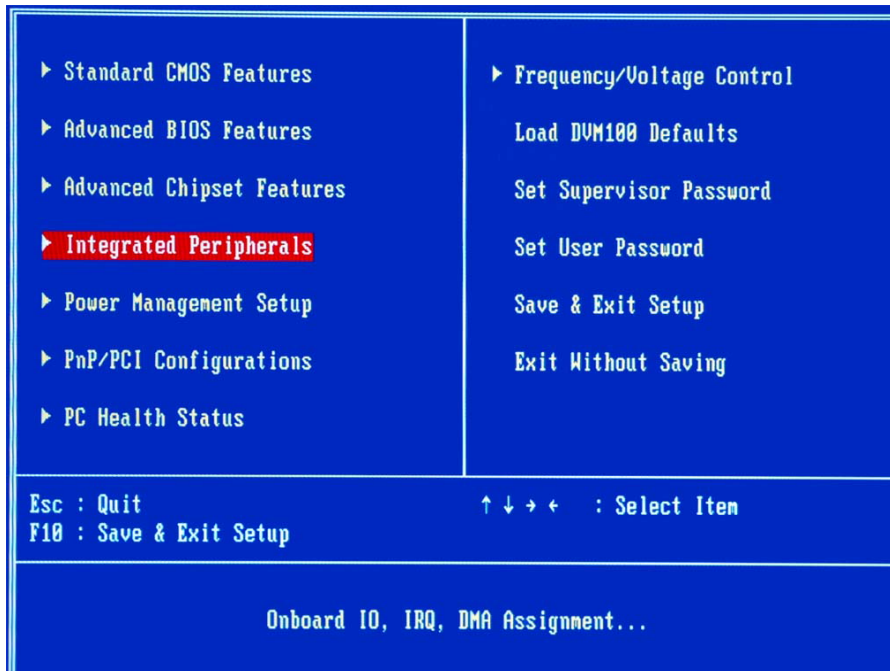 Standard CMOS Features
Advanced BIOS Features
Advanced Chipset Features
Integrated Peripherals
Power Management Setup
PnP/PCI Configurations
PC Health Status
Frequency/Voltage Control
Load DVM100 Defaults
Set Supervisor Password
Set User Password
Save & Exit Setup
Exit Without Saving
Esc : Quit
F10 : Save & Exit Setup
↑ ↓ → ← : Select Item
Onboard IO, IRQ, DMA Assignment...